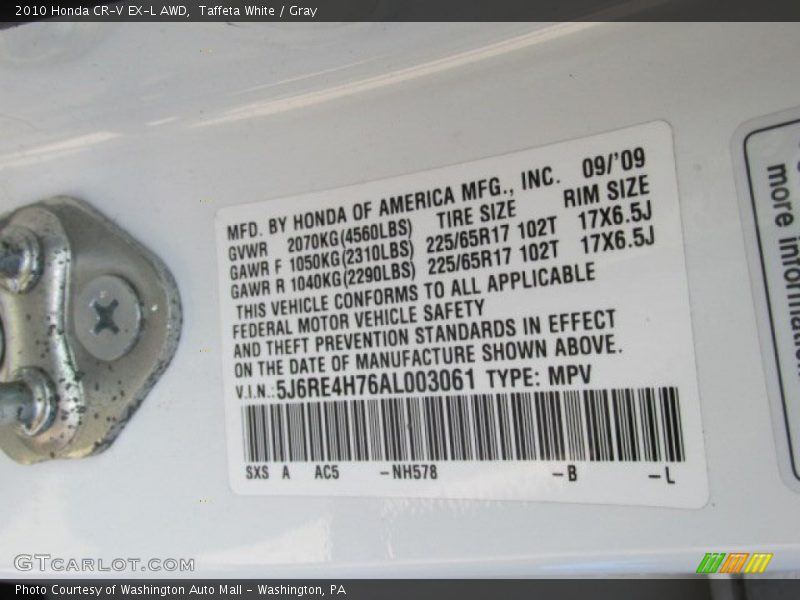 2010 Honda CR-V EX-L AWD,  Taffeta White / Gray
MFD. BY HONDA OF AMERICA MFG., INC. 09/'09
GVWR 2070KG(4560LBS) TIRE SIZE RIM SIZE
GAWR F 1050KG(2310LBS) 225/65R17 102T 17X6.5J
GAWR R 1040KG(2290LBS) 225/65R17 102T 17X6.5J
THIS VEHICLE CONFORMS TO ALL APPLICABLE
FEDERAL MOTOR VEHICLE SAFETY
AND THEFT PREVENTION STANDARDS IN EFFECT
ON THE DATE OF MANUFACTURE SHOWN ABOVE.
V.I.N.: 5J6RE4H76AL003061 TYPE: MPV
SXS A AC5 -NH578 -B -L
more information
GTCARLOT.COM
Photo Courtesy of Washington Auto Mall - Washington, PA